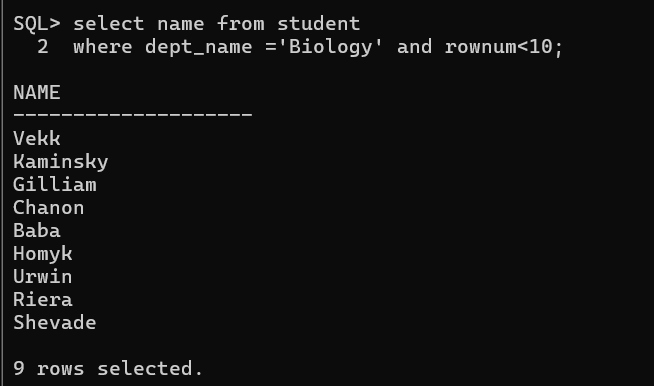 SQL> select name from student
  2  where dept_name ='Biology' and rownum<10;

NAME
--------------------
Vekk
Kaminsky
Gilliam
Chanon
Baba
Homyk
Urwin
Riera
Shevade

9 rows selected.